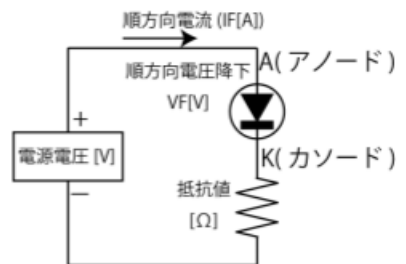 順方向電流 (IF[A])
順方向電圧降下
VF[V]
A( アノード )
+
電源電圧 [V]
−
K( カソード )
抵抗値
[Ω]